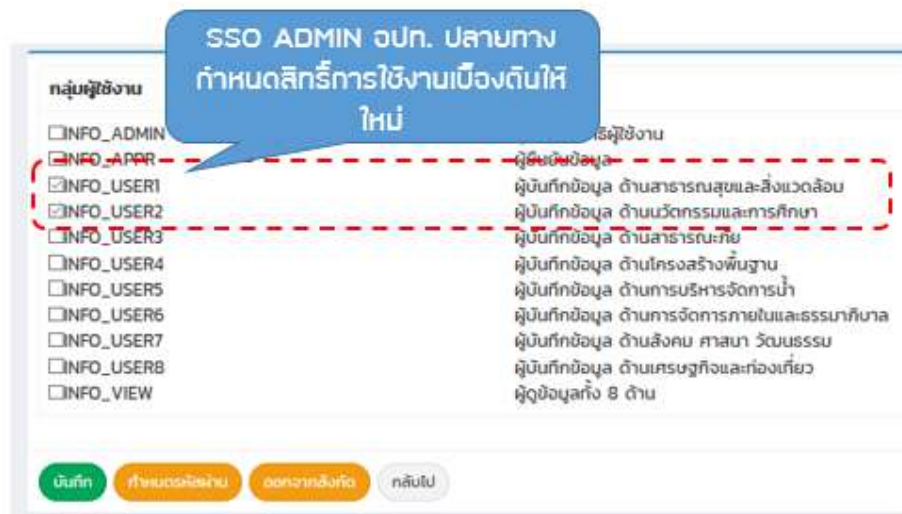 SSO ADMIN อปท. ปลายทาง
กำหนดสิทธิ์การใช้งานเบื้องต้นให้
ใหม่
กลุ่มผู้ใช้งาน
INFO_ADMIN
INFO_APPR ผู้ยืนยันข้อมูล
INFO_USER1 ผู้บันทึกข้อมูล ด้านสาธารณสุขและสิ่งแวดล้อม
INFO_USER2 ผู้บันทึกข้อมูล ด้านนวัตกรรมและการศึกษา
INFO_USER3 ผู้บันทึกข้อมูล ด้านสาธารณะภัย
INFO_USER4 ผู้บันทึกข้อมูล ด้านโครงสร้างพื้นฐาน
INFO_USER5 ผู้บันทึกข้อมูล ด้านการบริหารจัดการน้ำ
INFO_USER6 ผู้บันทึกข้อมูล ด้านการจัดการภายในและธรรมาภิบาล
INFO_USER7 ผู้บันทึกข้อมูล ด้านสังคม ศาสนา วัฒนธรรม
INFO_USER8 ผู้บันทึกข้อมูล ด้านเศรษฐกิจและท่องเที่ยว
INFO_VIEW ผู้ดูข้อมูลทั้ง 8 ด้าน
บันทึก กำหนดรหัสผ่าน ออกจากสังกัด กลับไป